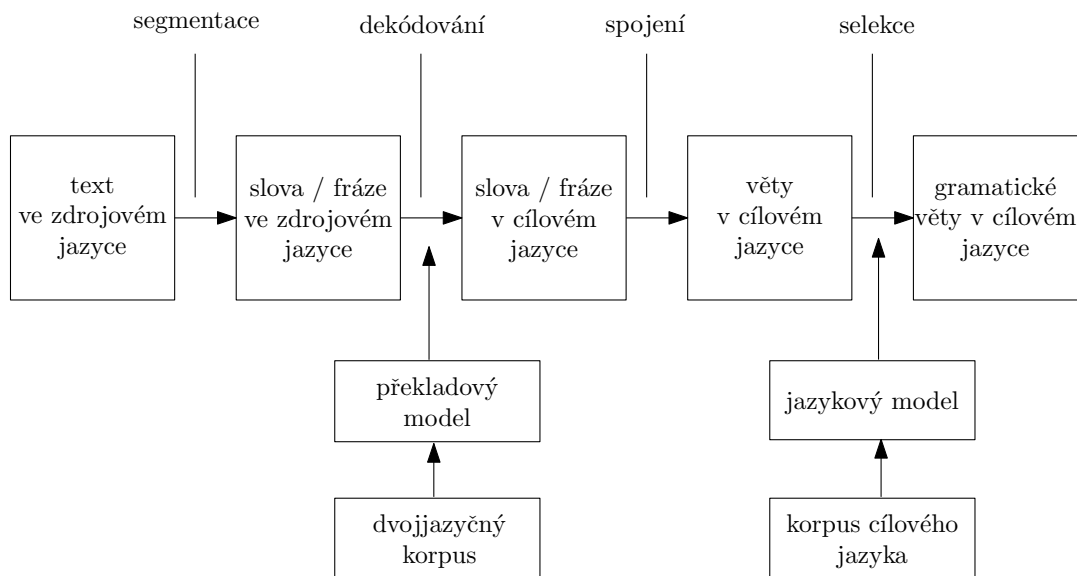 segmentace
dekódování
spojení
selekce
text
ve zdrojovém
jazyce
slova / fráze
ve zdrojovém
jazyce
slova / fráze
v cílovém
jazyce
věty
v cílovém
jazyce
gramatické
věty v cílovém
jazyce
překladový
model
jazykový model
dvojjazyčný
korpus
korpus cílového
jazyka